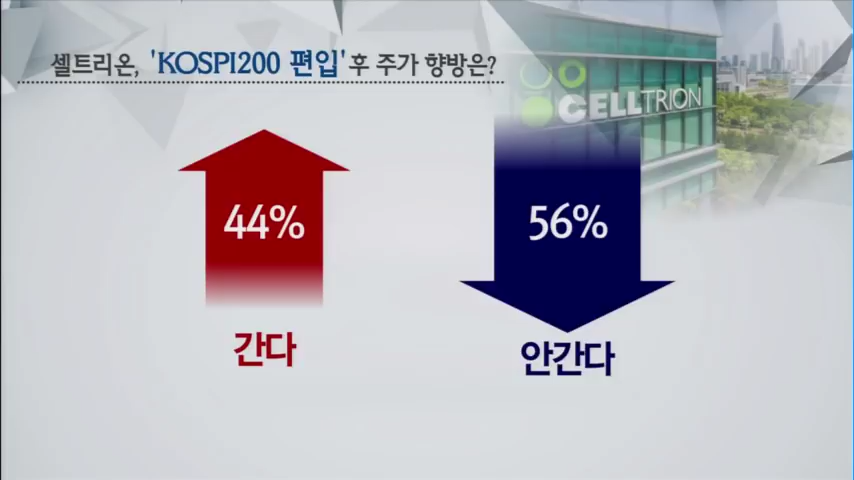 셀트리온, 'KOSPI200 편입' 후 주가 향방은?
CELLTRION
44%
56%
간다
안간다